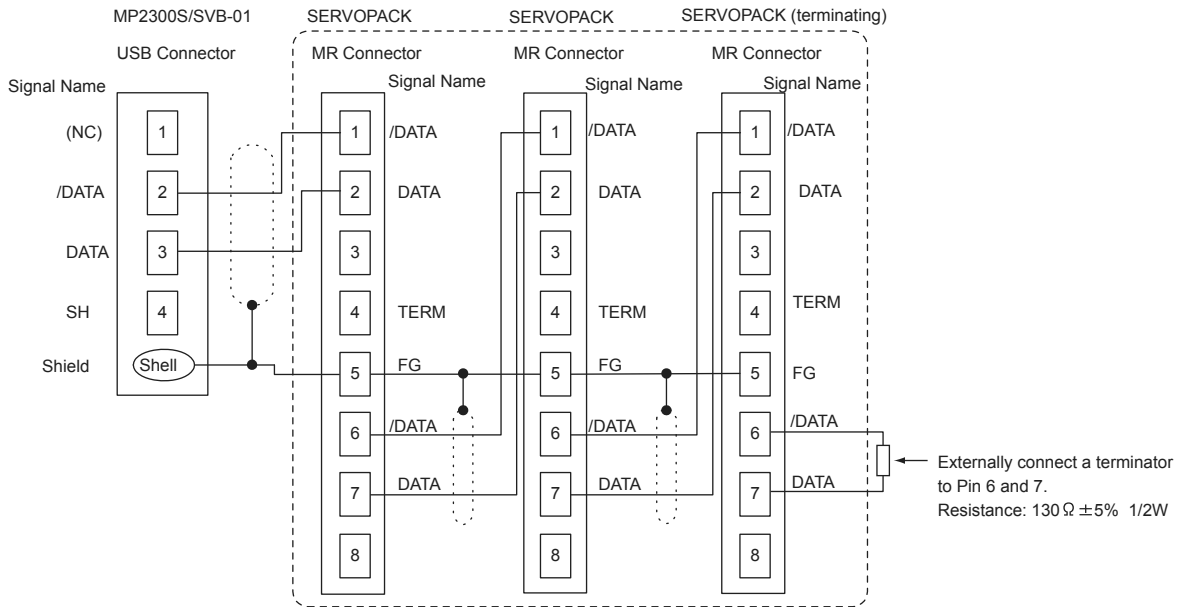 MP2300S/SVB-01 SERVOPACK SERVOPACK SERVOPACK (terminating)
USB Connector MR Connector MR Connector MR Connector
Signal Name Signal Name Signal Name Signal Name
(NC) 1 1 /DATA 1 /DATA 1 /DATA
/DATA 2 2 DATA 2 DATA 2 DATA
DATA 3 3 3 3
SH 4 4 TERM 4 TERM 4 TERM
Shield Shell 5 FG 5 FG 5 FG
6 /DATA 6 /DATA 6 /DATA
7 DATA 7 DATA 7 DATA
8 8 8
Externally connect a terminator
to Pin 6 and 7.
Resistance: 130Ω ±5% 1/2W